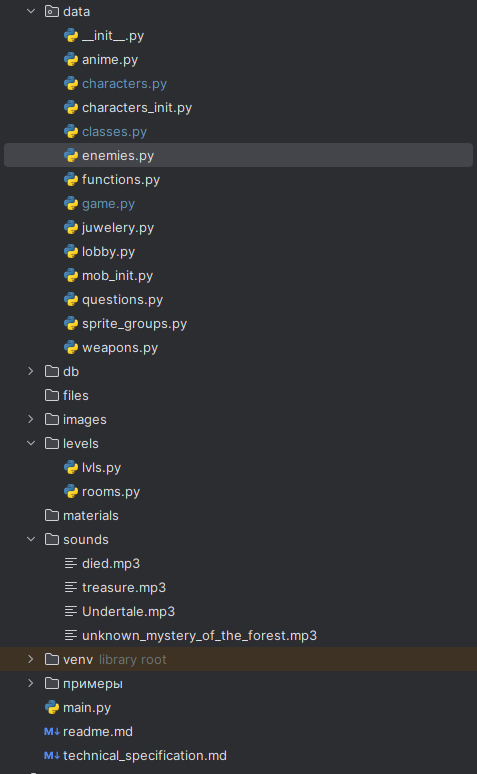 data
__init__.py
anime.py
characters.py
characters_init.py
classes.py
enemies.py
functions.py
game.py
juwelery.py
lobby.py
mob_init.py
questions.py
sprite_groups.py
weapons.py
db
files
images
levels
lvls.py
rooms.py
materials
sounds
died.mp3
treasure.mp3
Undertale.mp3
unknown_mystery_of_the_forest.mp3
venv library root
примеры
main.py
M↓ readme.md
M↓ technical_specification.md